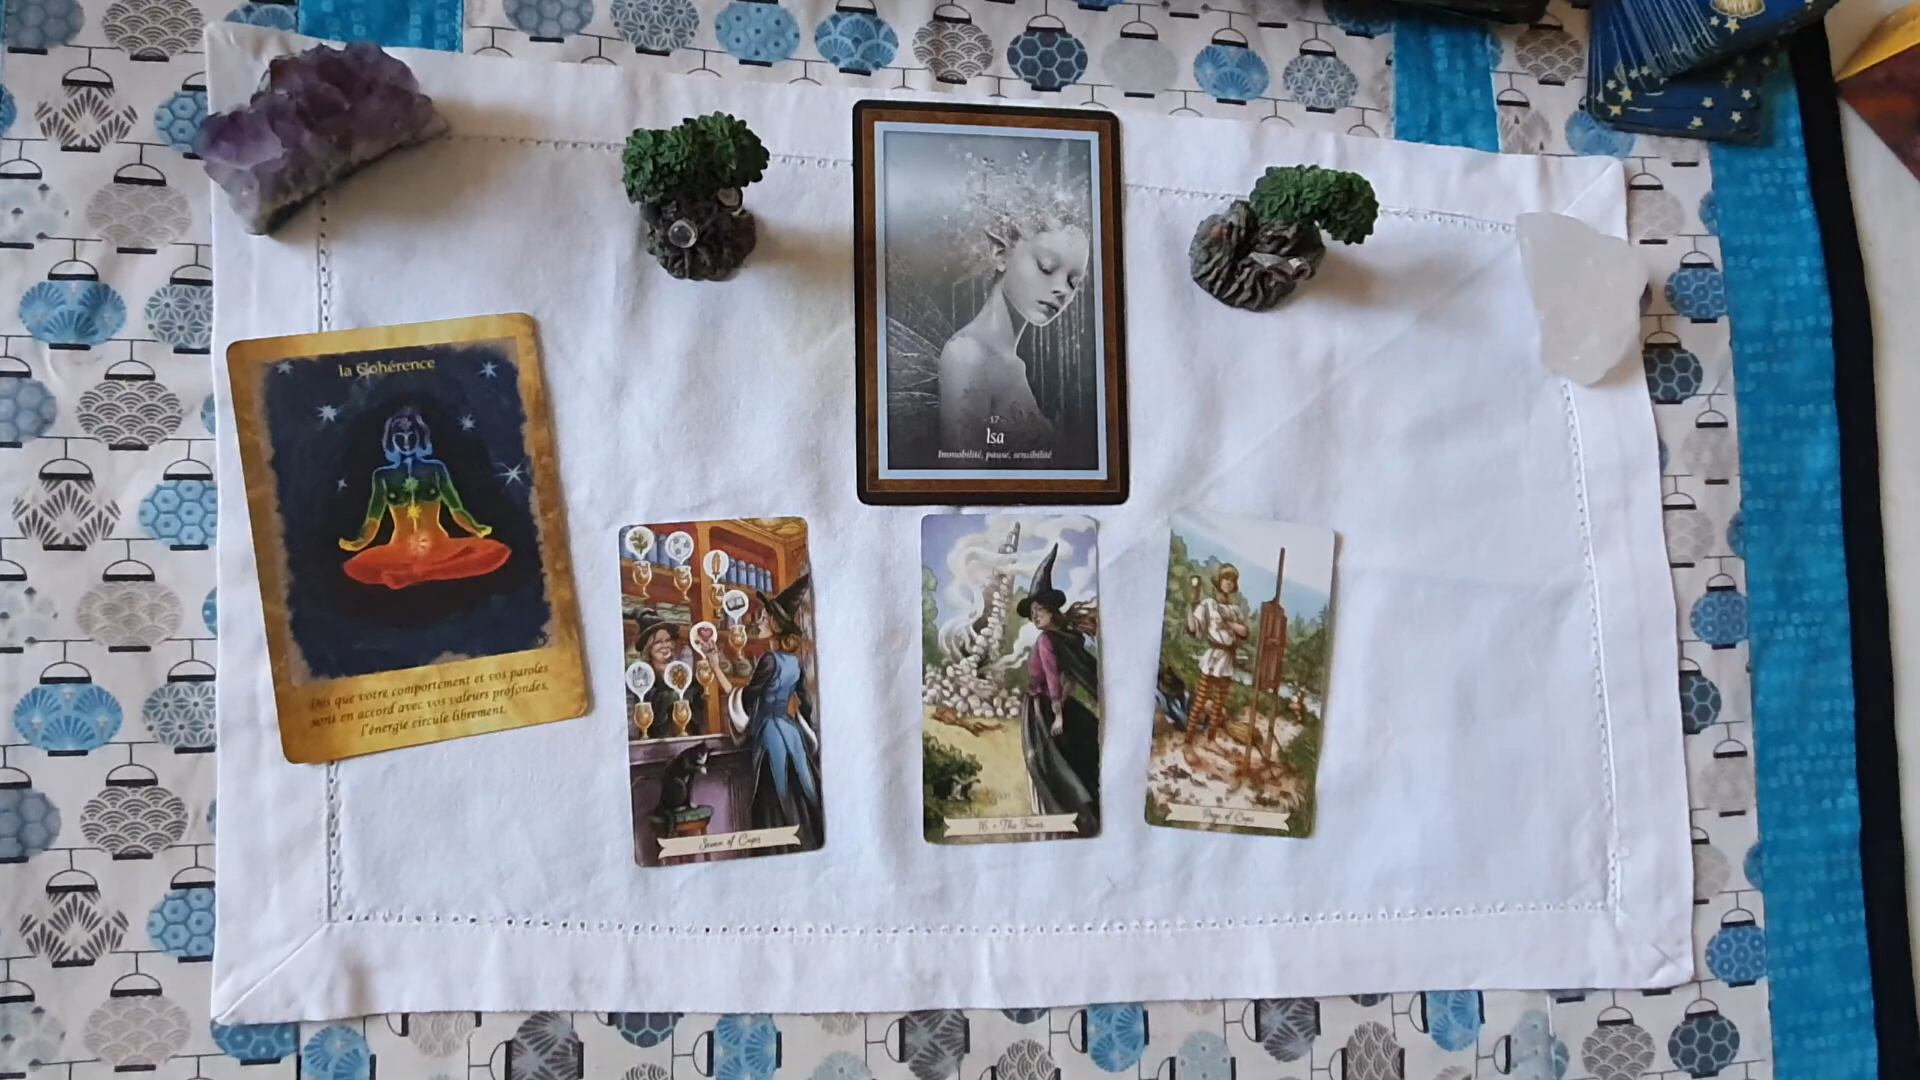 la Cohérence
Dès que votre comportement et vos paroles
sont en accord avec vos valeurs profondes,
l'énergie circule librement.
17
Isa
Immobilité, pause, sensibilité
Seven of Cups
16 • The Tower
Page of Cups